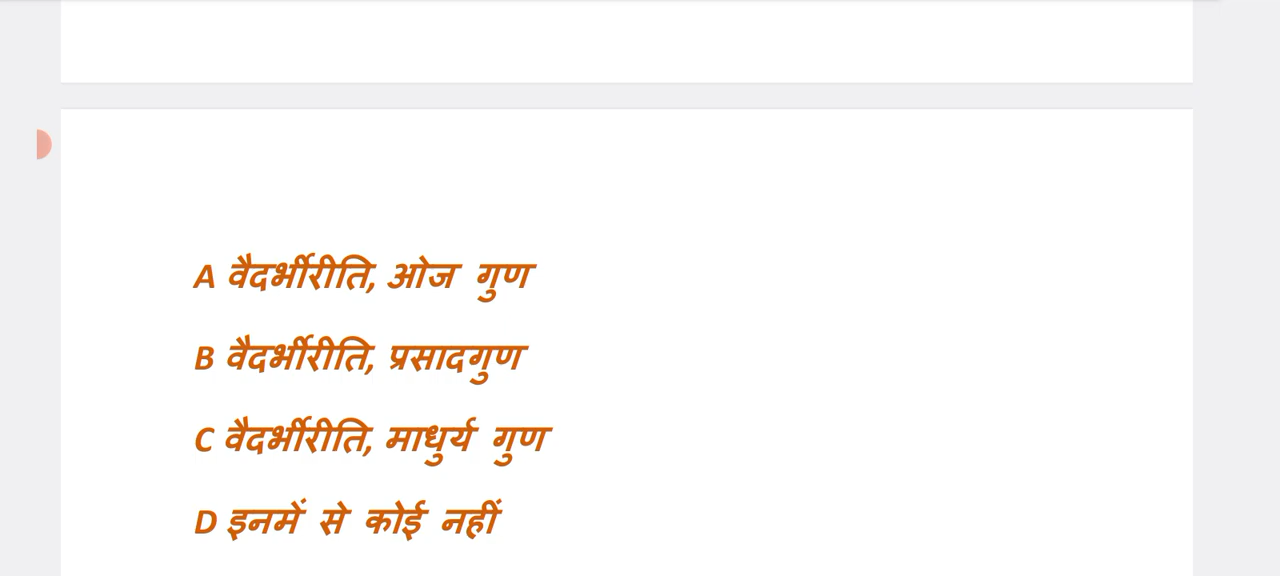 A वैदर्भीरीति, ओज गुण
B वैदर्भीरीति, प्रसादगुण
C वैदर्भीरीति, माधुर्य गुण
D इनमें से कोई नहीं